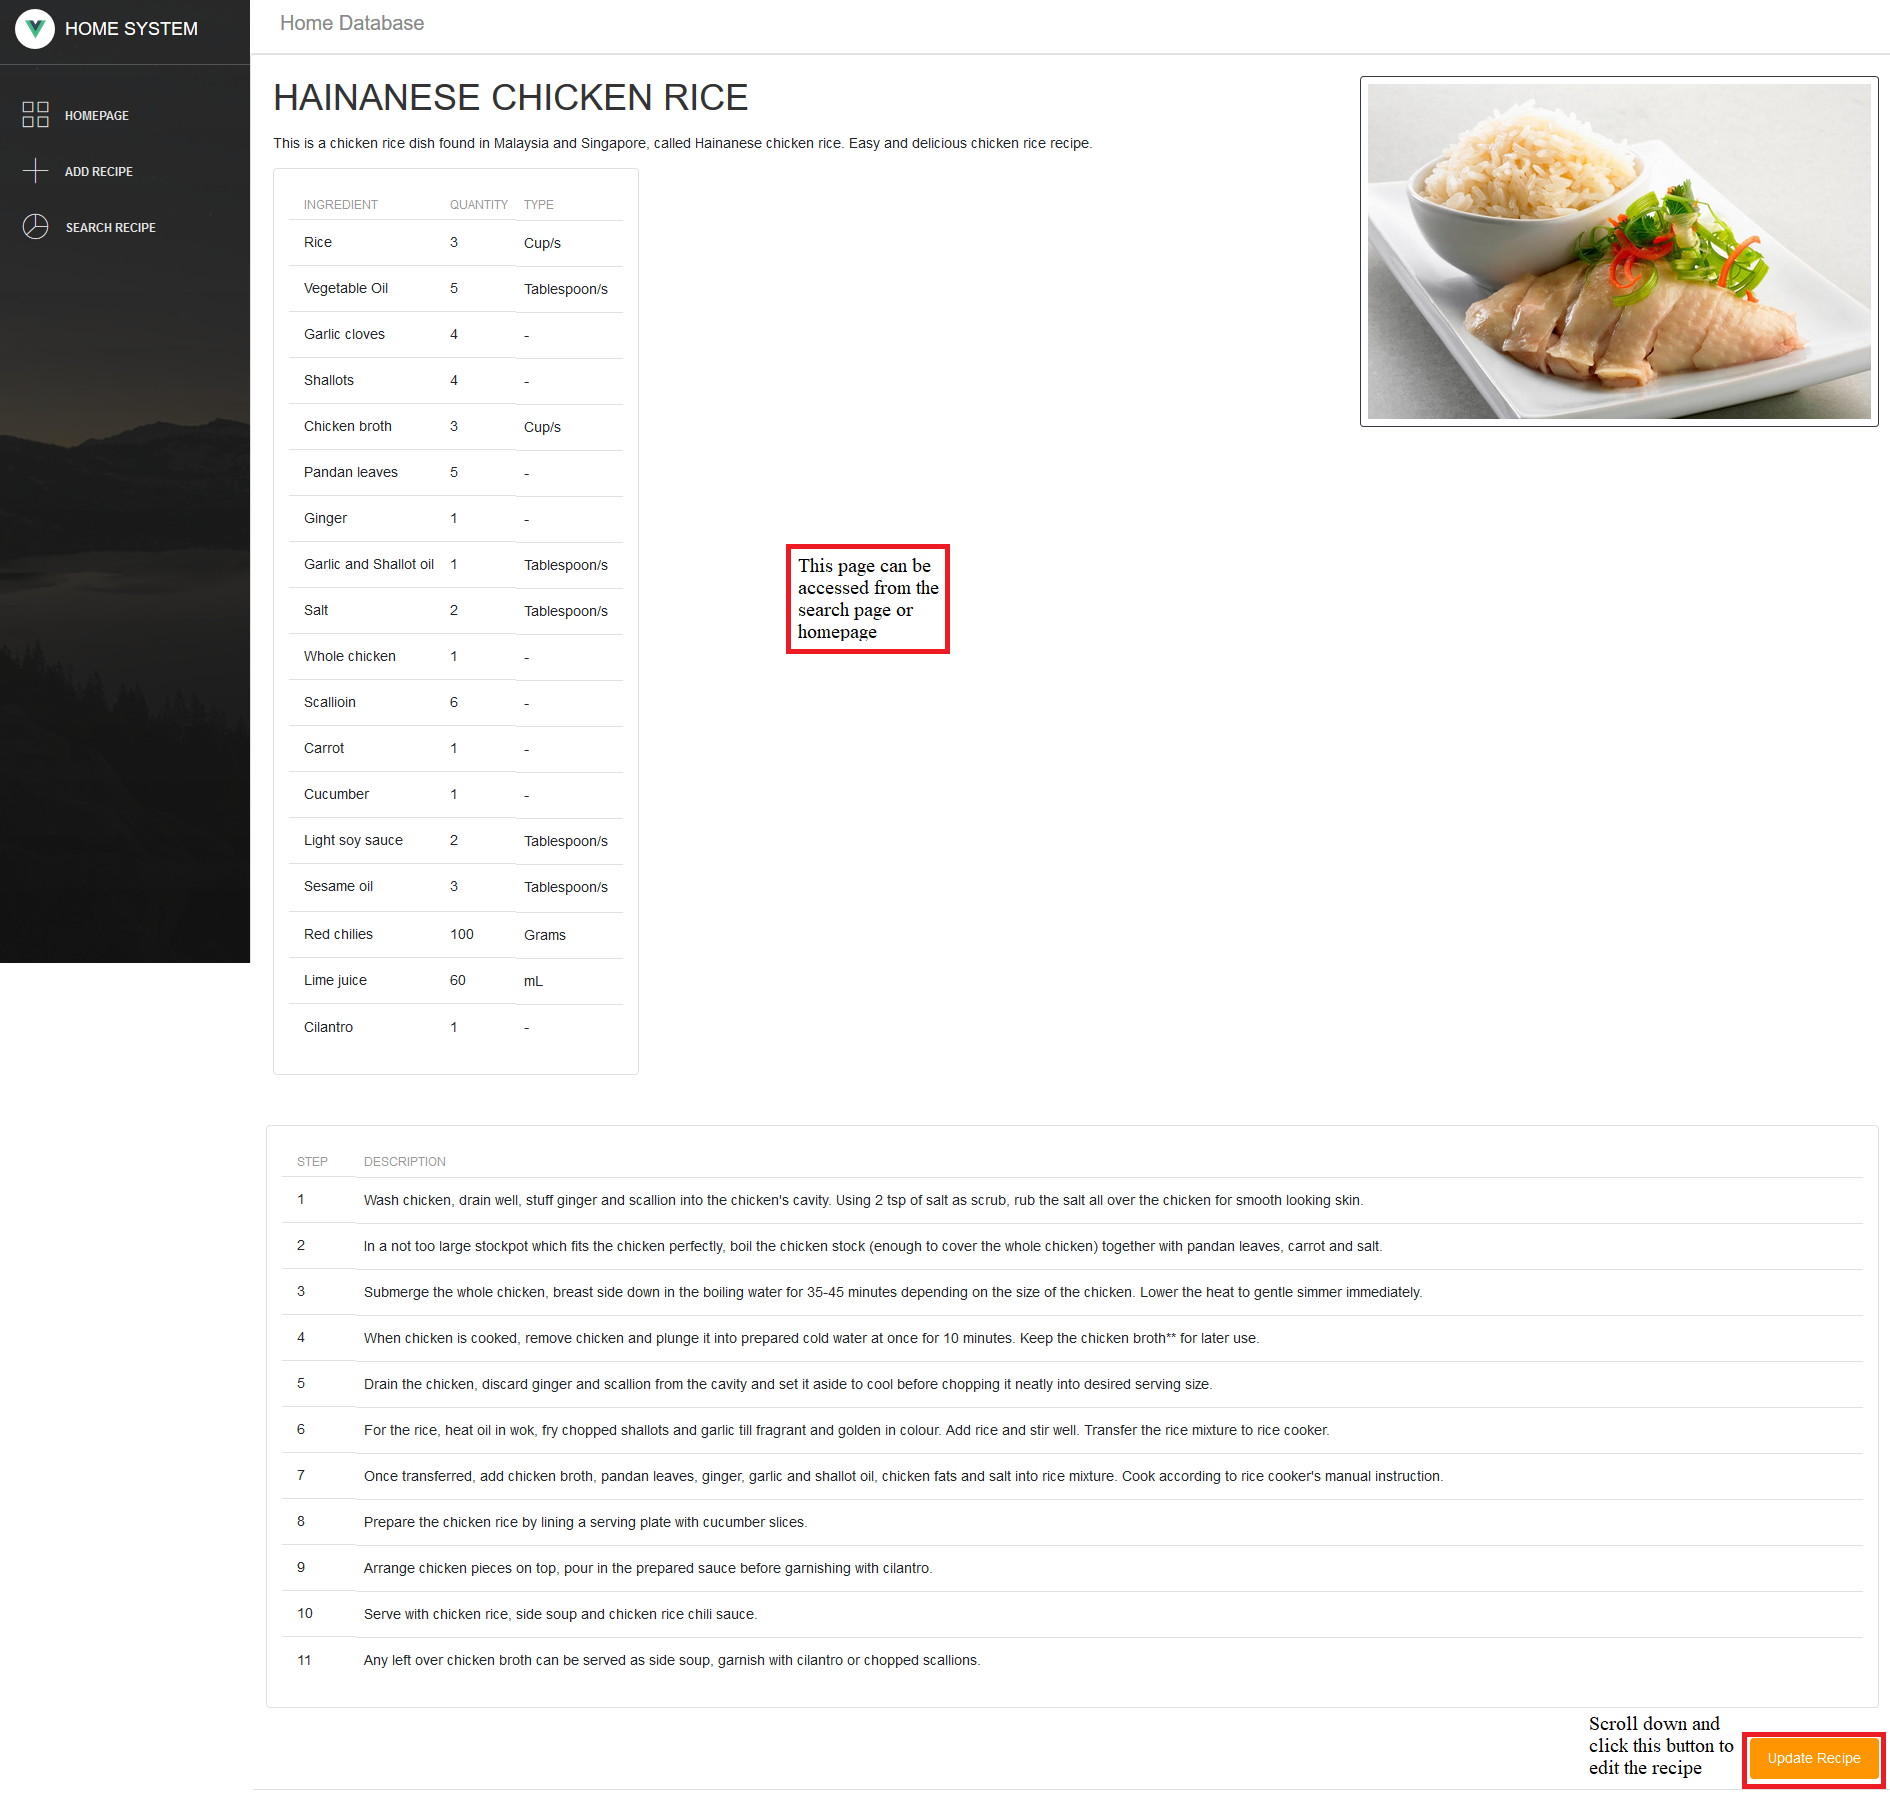 HOME SYSTEM
HOMEPAGE
ADD RECIPE
SEARCH RECIPE
Home Database
HAINANESE CHICKEN RICE
This is a chicken rice dish found in Malaysia and Singapore, called Hainanese chicken rice. Easy and delicious chicken rice recipe.
INGREDIENT QUANTITY TYPE
Rice 3 Cup/s
Vegetable Oil 5 Tablespoon/s
Garlic cloves 4 -
Shallots 4 -
Chicken broth 3 Cup/s
Pandan leaves 5 -
Ginger 1 -
Garlic and Shallot oil 1 Tablespoon/s
Salt 2 Tablespoon/s
Whole chicken 1 -
Scallioin 6 -
Carrot 1 -
Cucumber 1 -
Light soy sauce 2 Tablespoon/s
Sesame oil 3 Tablespoon/s
Red chilies 100 Grams
Lime juice 60 mL
Cilantro 1 -
This page can be
accessed from the
search page or
homepage
STEP DESCRIPTION
1 Wash chicken, drain well, stuff ginger and scallion into the chicken's cavity. Using 2 tsp of salt as scrub, rub the salt all over the chicken for smooth looking skin.
2 In a not too large stockpot which fits the chicken perfectly, boil the chicken stock (enough to cover the whole chicken) together with pandan leaves, carrot and salt.
3 Submerge the whole chicken, breast side down in the boiling water for 35-45 minutes depending on the size of the chicken. Lower the heat to gentle simmer immediately.
4 When chicken is cooked, remove chicken and plunge it into prepared cold water at once for 10 minutes. Keep the chicken broth** for later use.
5 Drain the chicken, discard ginger and scallion from the cavity and set it aside to cool before chopping it neatly into desired serving size.
6 For the rice, heat oil in wok, fry chopped shallots and garlic till fragrant and golden in colour. Add rice and stir well. Transfer the rice mixture to rice cooker.
7 Once transferred, add chicken broth, pandan leaves, ginger, garlic and shallot oil, chicken fats and salt into rice mixture. Cook according to rice cooker's manual instruction.
8 Prepare the chicken rice by lining a serving plate with cucumber slices.
9 Arrange chicken pieces on top, pour in the prepared sauce before garnishing with cilantro.
10 Serve with chicken rice, side soup and chicken rice chili sauce.
11 Any left over chicken broth can be served as side soup, garnish with cilantro or chopped scallions.
Scroll down and
click this button to
edit the recipe
Update Recipe